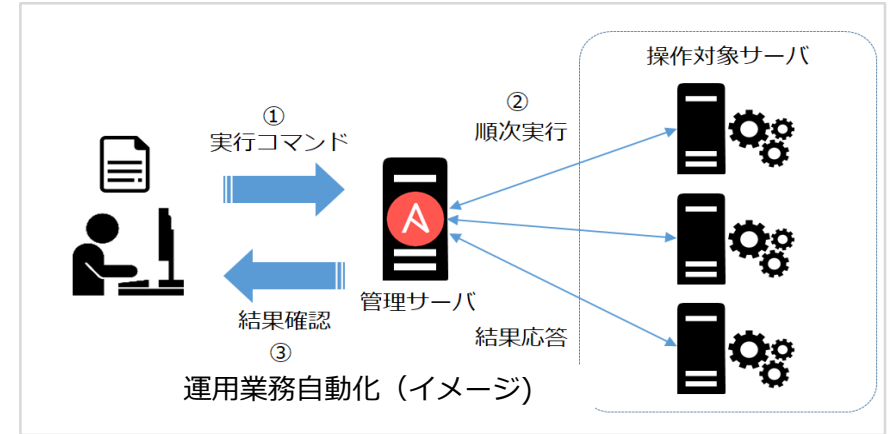 操作対象サーバ
①
実行コマンド
②
順次実行
管理サーバ
結果確認
③
結果応答
運用業務自動化（イメージ)